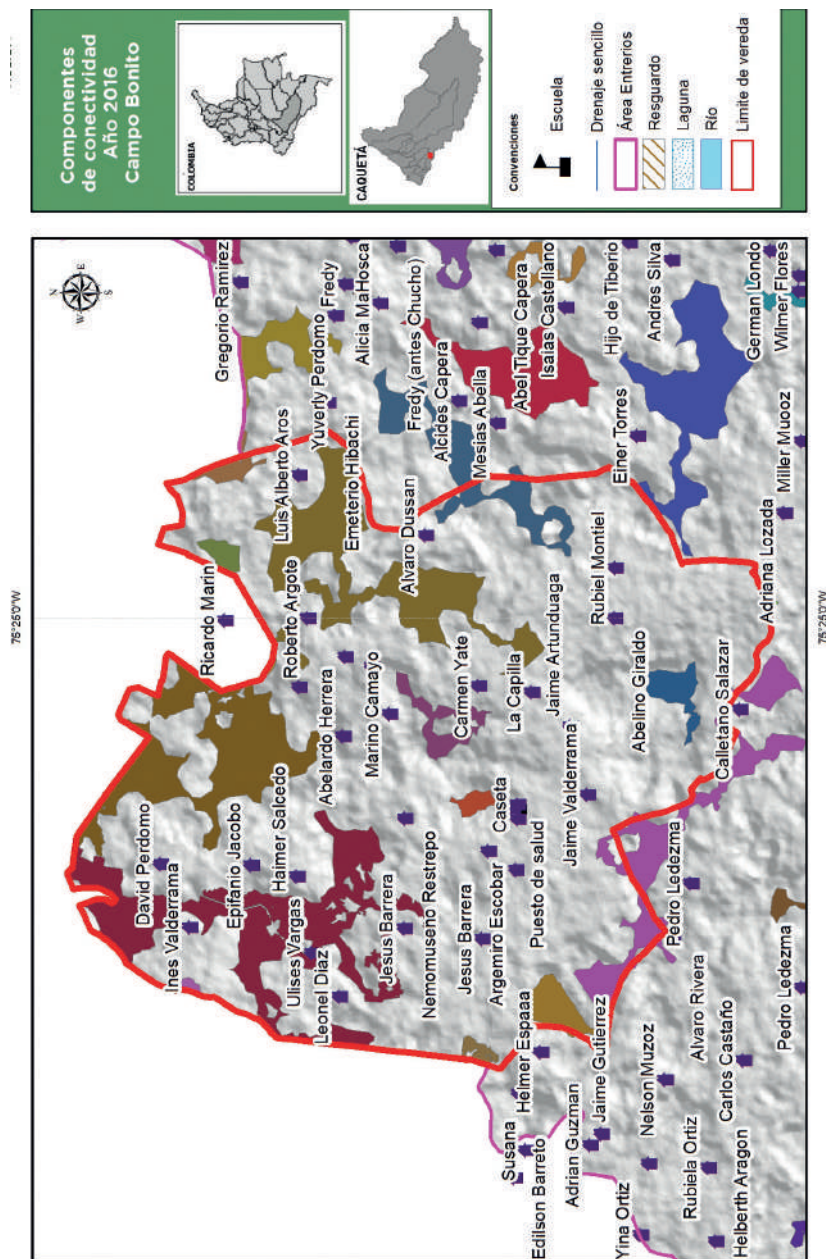 Componentes
de conectividad
Año 2016
Campo Bonito
COLOMBIA
CAQUETÁ
Convenciones
Escuela
Drenaje sencillo
Área Entrerios
Resguardo
Laguna
Río
Limite de vereda
75°25'0"W
N
E
S
W
Gregorio Ramirez
Fredy
Yuverly Perdomo
Alicia MaHosca
Fredy (antes Chucho)
Alcides Capera
Mesias Abella
Abel Tique Capera
Isaias Castellano
Hijo de Tiberio
Andres Silva
German Londo
Wilmer Flores
Luis Alberto Aros
Emeterio Hibachi
Alvaro Dussan
Einer Torres
Miller Muooz
Adriana Lozada
Rubiel Montiel
Ricardo Marin
Roberto Argote
Abelardo Herrera
Marino Camayo
Carmen Yate
La Capilla
Jaime Artunduaga
Abelino Giraldo
Calletano Salazar
David Perdomo
Ines Valderrama
Epifanio Jacobo
Haimer Salcedo
Ulises Vargas
Leonel Diaz
Jesus Barrera
Nemomuseño Restrepo
Jesus Barrera
Argemiro Escobar
Caseta
Puesto de salud
Jaime Valderrama
Pedro Ledezma
Helmer Espaaa
Jaime Gutierrez
Susana
Edilson Barreto
Adrian Guzman
Nelson Muzoz
Alvaro Rivera
Carlos Castaño
Pedro Ledezma
Yina Ortiz
Rubiela Ortiz
Helberth Aragon
75°25'0"W